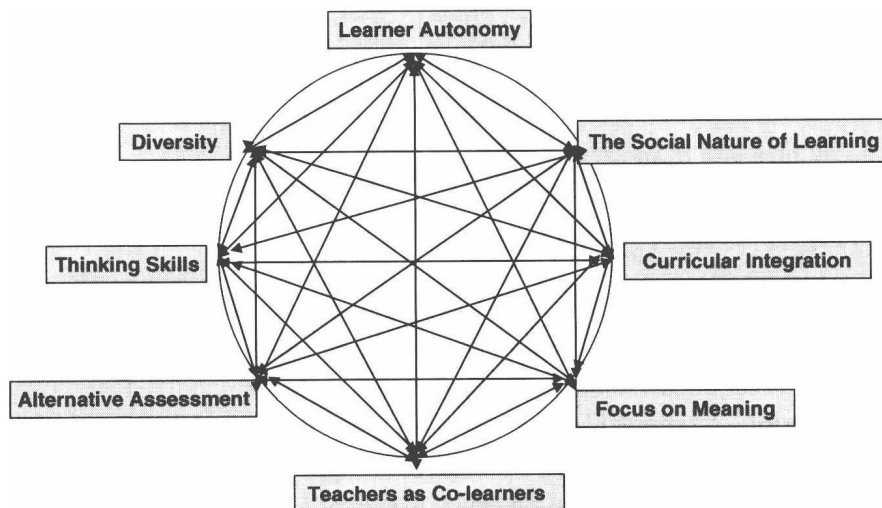 Learner Autonomy
Diversity
The Social Nature of Learning
Thinking Skills
Curricular Integration
Alternative Assessment
Focus on Meaning
Teachers as Co-learners